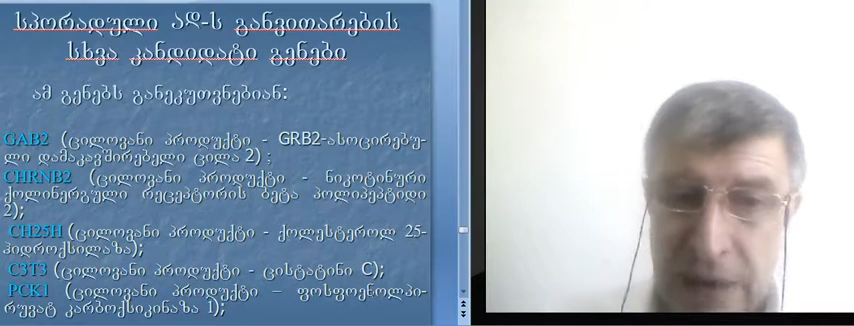 სპორადული ად-ს განვითარების
სხვა კანდიდატი გენები
ამ გენებს განეკუთვნებიან:
GAB2 (ცილოვანი პროდუქტი - GRB2-ასოცირებუ-
ლი დამაკავშირებელი ცილა 2) ;
CHRNB2 (ცილოვანი პროდუქტი - ნიკოტინური
ქოლინერგული რეცეპტორის ბეტა პოლიპეპტიდი
2);
CH25H (ცილოვანი პროდუქტი - ქოლესტეროლ 25-
ჰიდროქსილაზა);
C3T3 (ცილოვანი პროდუქტი - ცისტატინი C);
PCK1 (ცილოვანი პროდუქტი – ფოსფოენოლპი-
რუვატ კარბოქსიკინაზა 1);